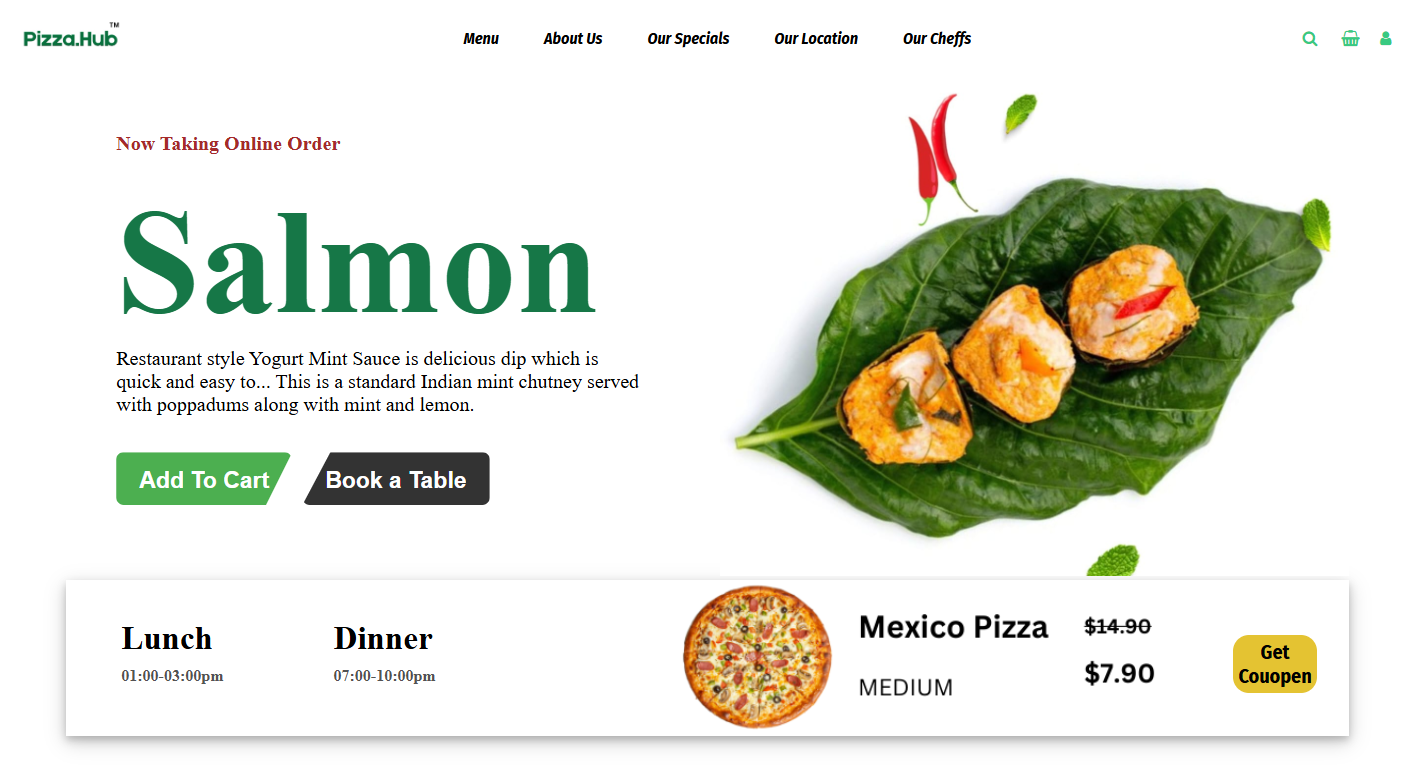 Pizza.Hub™
Menu About Us Our Specials Our Location Our Cheffs
Now Taking Online Order
Salmon
Restaurant style Yogurt Mint Sauce is delicious dip which is
quick and easy to... This is a standard Indian mint chutney served
with poppadums along with mint and lemon.
Add To Cart Book a Table
Lunch
01:00-03:00pm
Dinner
07:00-10:00pm
Mexico Pizza
MEDIUM
$14.90
$7.90
Get
Couopen